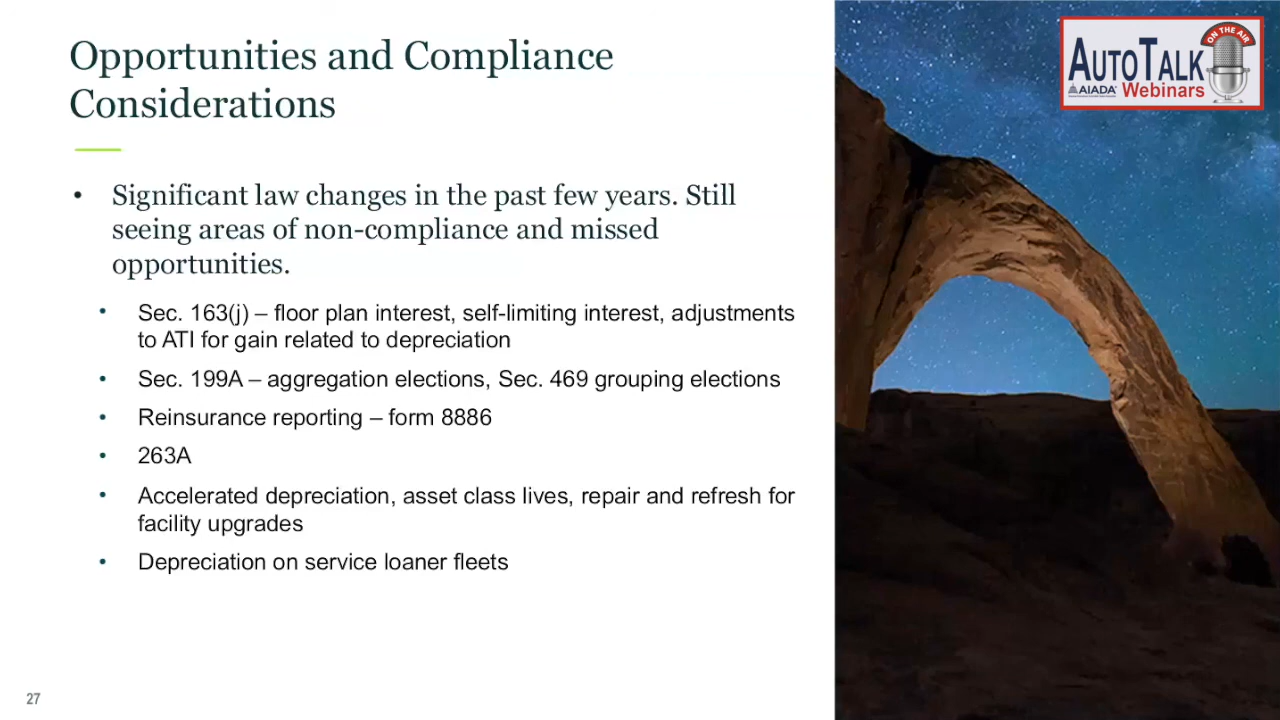 Opportunities and Compliance
Considerations
• Significant law changes in the past few years. Still
seeing areas of non-compliance and missed
opportunities.
• Sec. 163(j) – floor plan interest, self-limiting interest, adjustments
to ATI for gain related to depreciation
• Sec. 199A – aggregation elections, Sec. 469 grouping elections
• Reinsurance reporting – form 8886
• 263A
• Accelerated depreciation, asset class lives, repair and refresh for
facility upgrades
• Depreciation on service loaner fleets
27
ON THE AIR
AUTOTALK
AIADA
Webinars